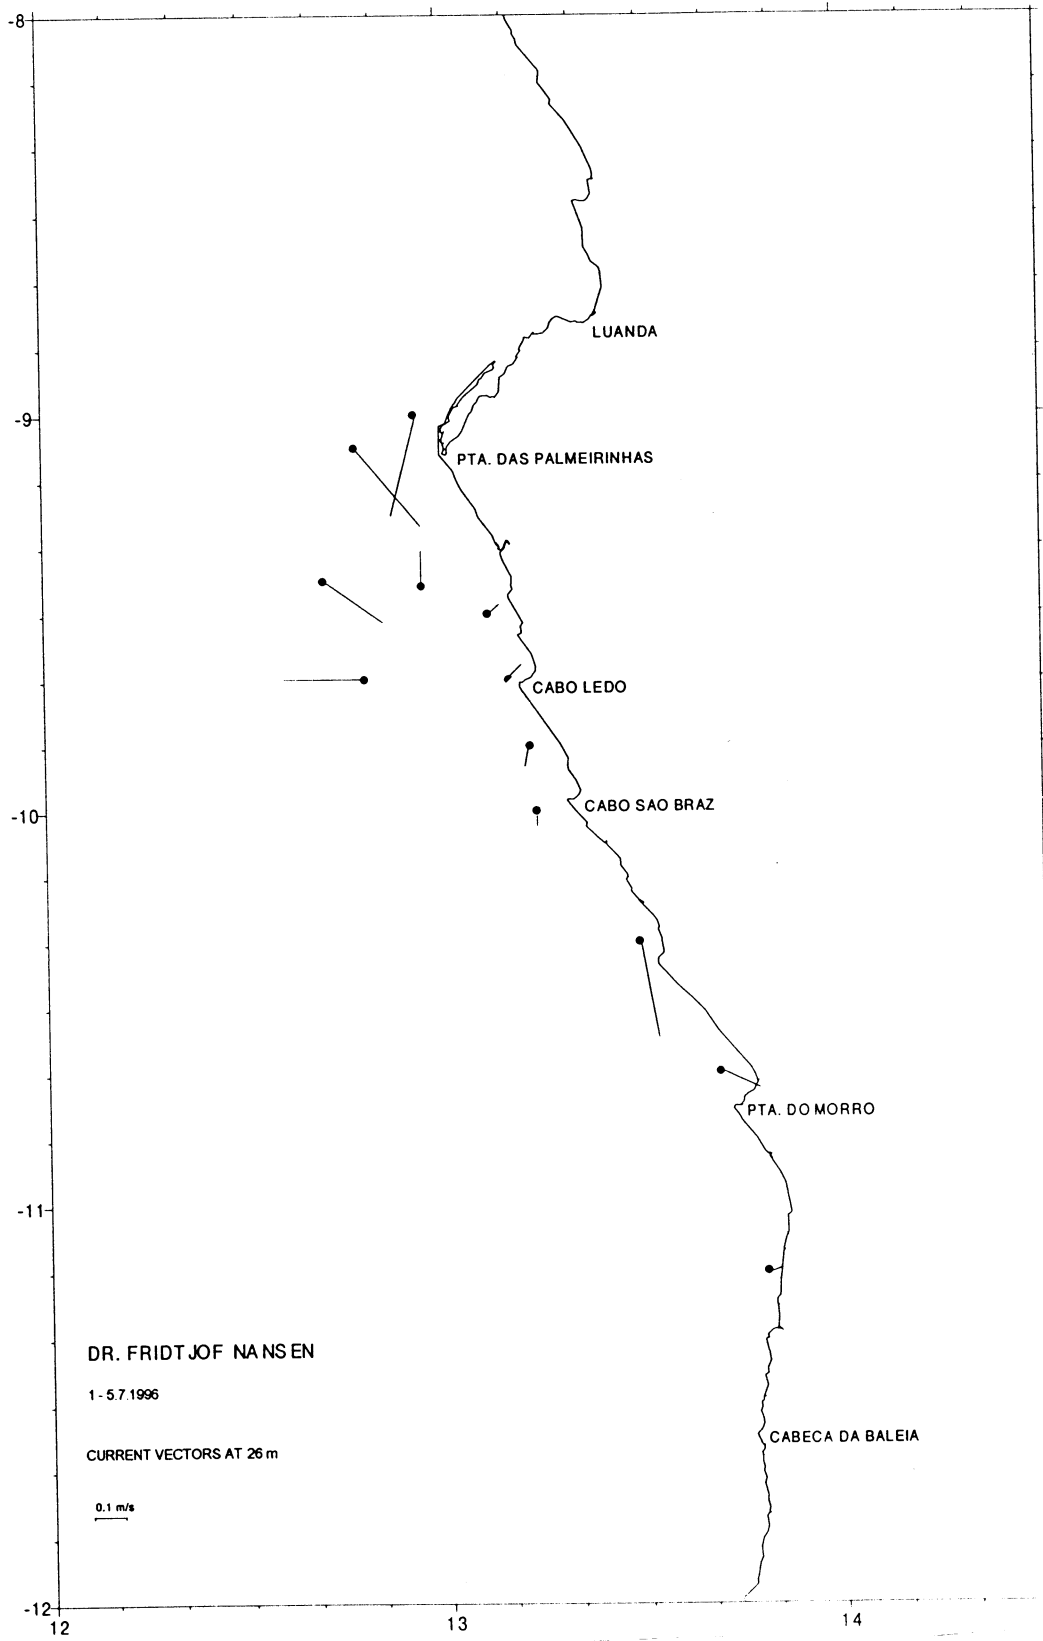 -8
LUANDA
-9
PTA. DAS PALMEIRINHAS
CABO LEDO
CABO SAO BRAZ
-10
PTA. DO MORRO
-11
DR. FRIDTJOF NANSEN
1 - 5.7.1996
CABECA DA BALEIA
CURRENT VECTORS AT 26 m
0.1 m/s
-12
12
13
14